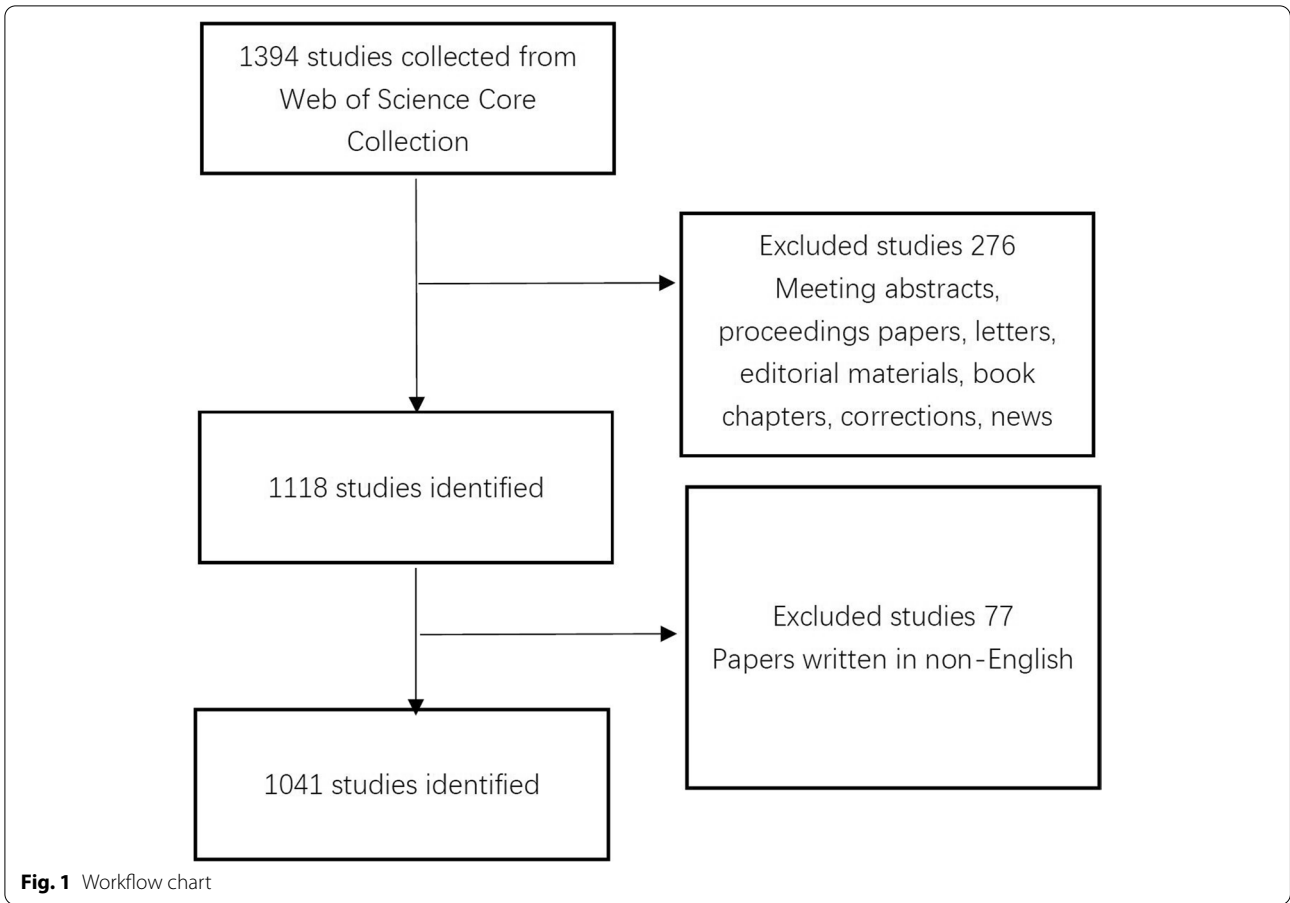 1394 studies collected from
Web of Science Core
Collection
Excluded studies 276
Meeting abstracts,
proceedings papers, letters,
editorial materials, book
chapters, corrections, news
1118 studies identified
Excluded studies 77
Papers written in non-English
1041 studies identified
Fig. 1 Workflow chart